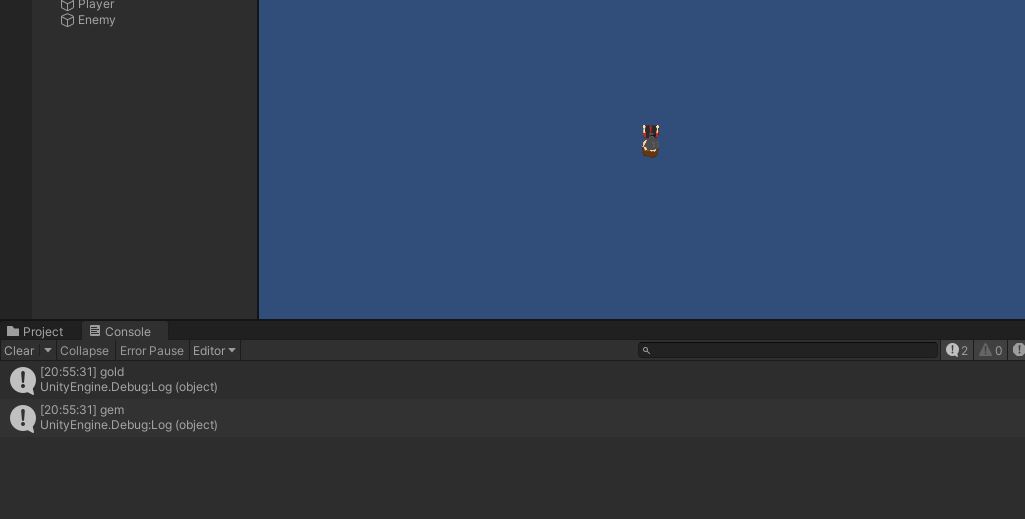 Player
Enemy
Project Console
Clear Collapse Error Pause Editor 2 0
[20:55:31] gold
UnityEngine.Debug:Log (object)
[20:55:31] gem
UnityEngine.Debug:Log (object)